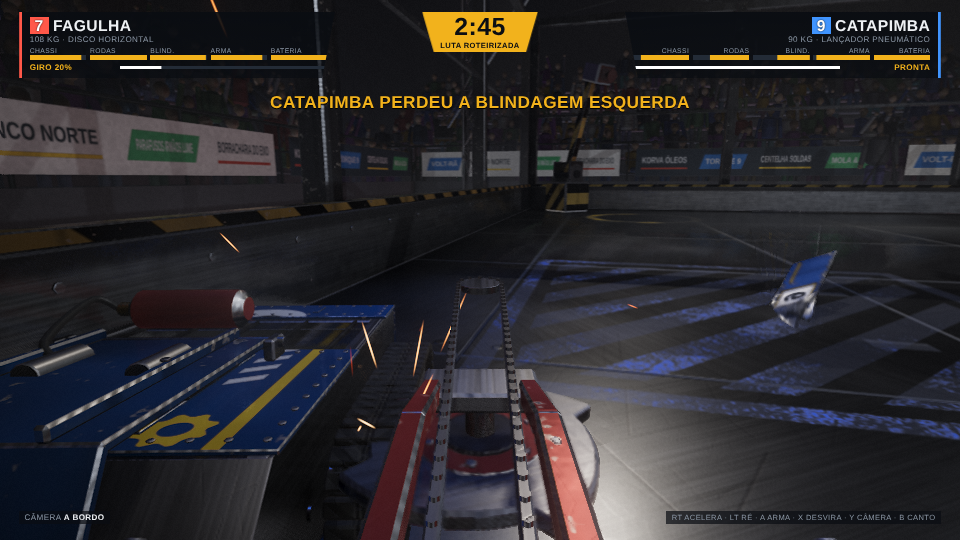 7 FAGULHA
108 KG · DISCO HORIZONTAL
CHASSI RODAS BLIND. ARMA BATERIA
GIRO 20%
2:45
LUTA ROTEIRIZADA
9 CATAPIMBA
90 KG · LANÇADOR PNEUMÁTICO
CHASSI RODAS BLIND. ARMA BATERIA
PRONTA
CATAPIMBA PERDEU A BLINDAGEM ESQUERDA
NCO NORTE
NORTE
KORVA ÓLEOS
CENTELHA SOLDAS
MOLA A
VOLT-
CÂMERA A BORDO
RT ACELERA · LT RÉ · A ARMA · X DESVIRA · Y CÂMERA · B CANTO